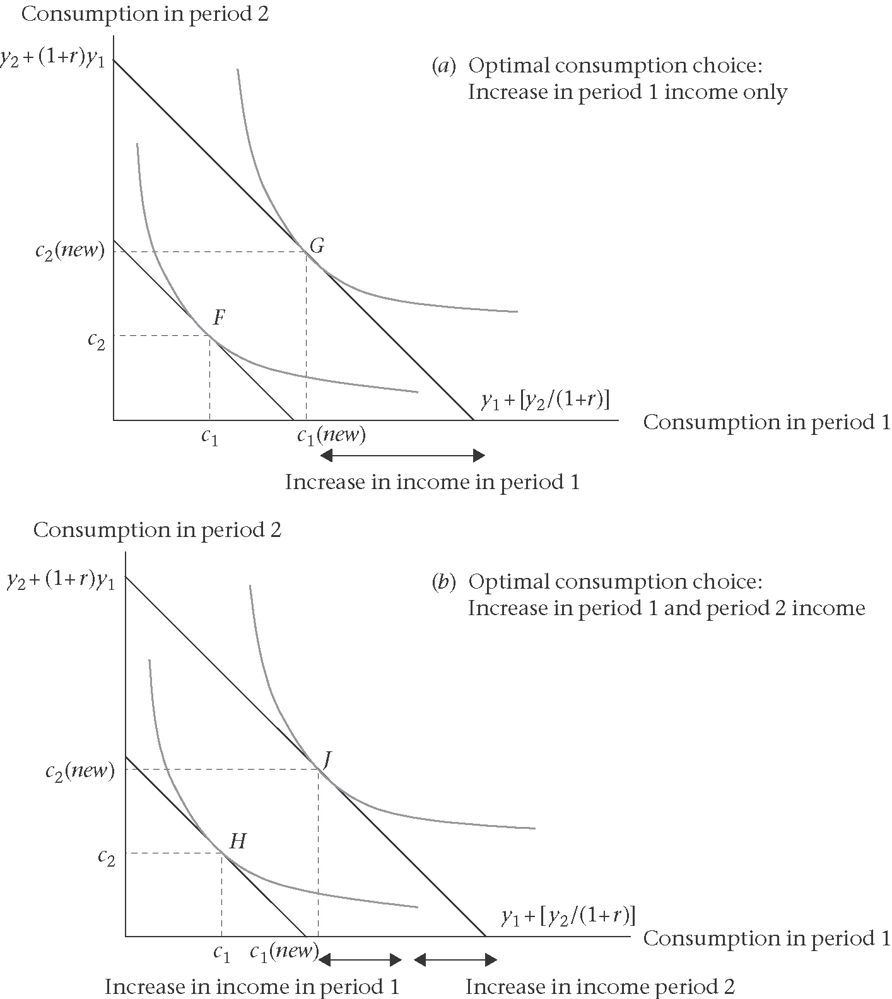 Consumption in period 2
y₂ + (1+r)y₁
(a) Optimal consumption choice:
Increase in period 1 income only
c₂(new)
G
F
c₂
y₁ + [y₂/(1+r)]
Consumption in period 1
c₁
c₁(new)
Increase in income in period 1
Consumption in period 2
y₂ + (1+r)y₁
(b) Optimal consumption choice:
Increase in period 1 and period 2 income
c₂(new)
J
H
c₂
y₁ + [y₂/(1+r)]
Consumption in period 1
c₁
c₁(new)
Increase in income in period 1
Increase in income period 2